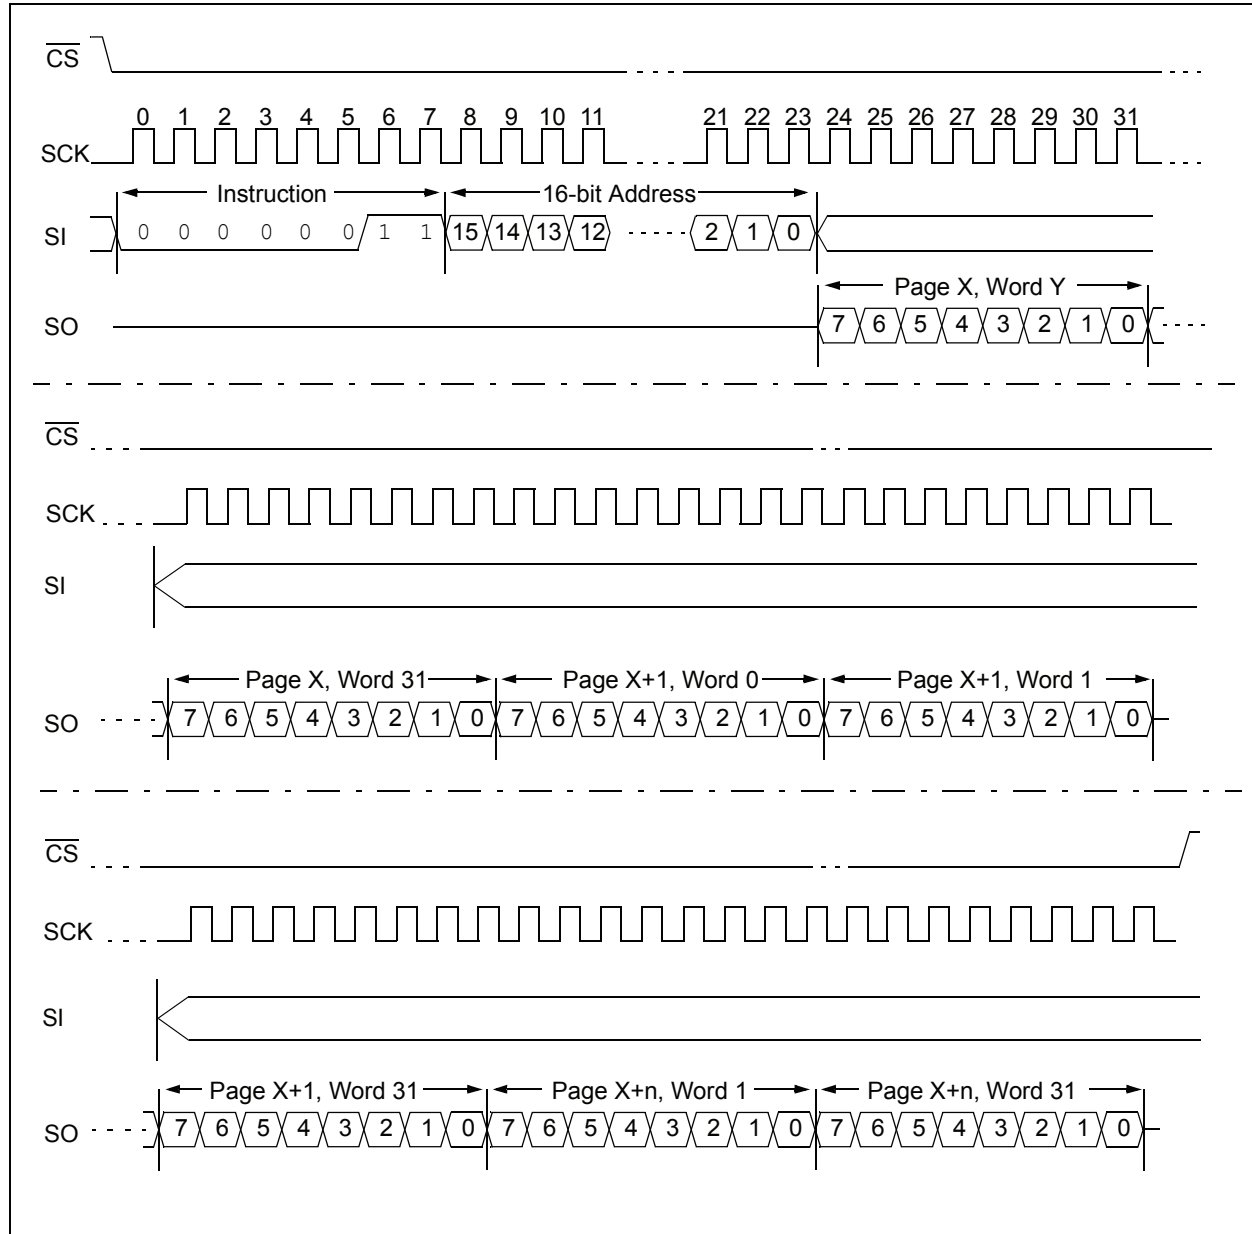 CS
0 1 2 3 4 5 6 7 8 9 10 11 21 22 23 24 25 26 27 28 29 30 31
SCK
Instruction 16-bit Address
SI 0 0 0 0 0 0 1 1 15 14 13 12 2 1 0
Page X, Word Y
SO 7 6 5 4 3 2 1 0
CS
SCK
SI
Page X, Word 31 Page X+1, Word 0 Page X+1, Word 1
SO 7 6 5 4 3 2 1 0 7 6 5 4 3 2 1 0 7 6 5 4 3 2 1 0
CS
SCK
SI
Page X+1, Word 31 Page X+n, Word 1 Page X+n, Word 31
SO 7 6 5 4 3 2 1 0 7 6 5 4 3 2 1 0 7 6 5 4 3 2 1 0